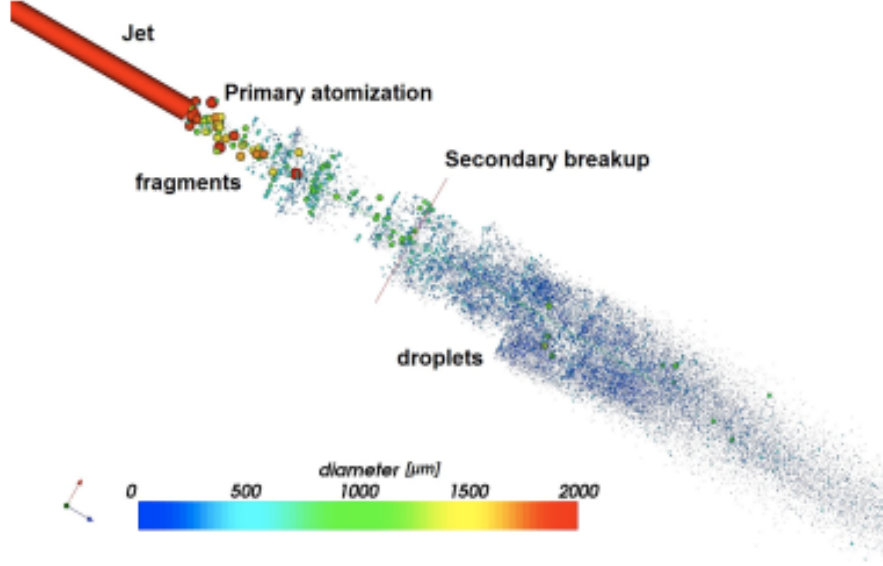 Jet
Primary atomization
Secondary breakup
fragments
droplets
diameter [μm]
0 500 1000 1500 2000